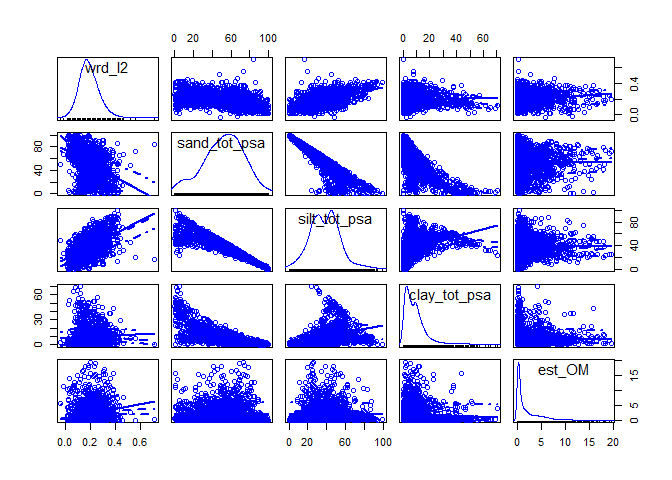 0 20 60 100
0 20 40 60
wrd_l2
0.0 0.4
sand_tot_psa
0 40 80
silt_tot_psa
0 40 80
clay_tot_psa
0 30 60
est_OM
0 5 15
0.0 0.2 0.4 0.6
0 20 60 100
0 5 10 15 20